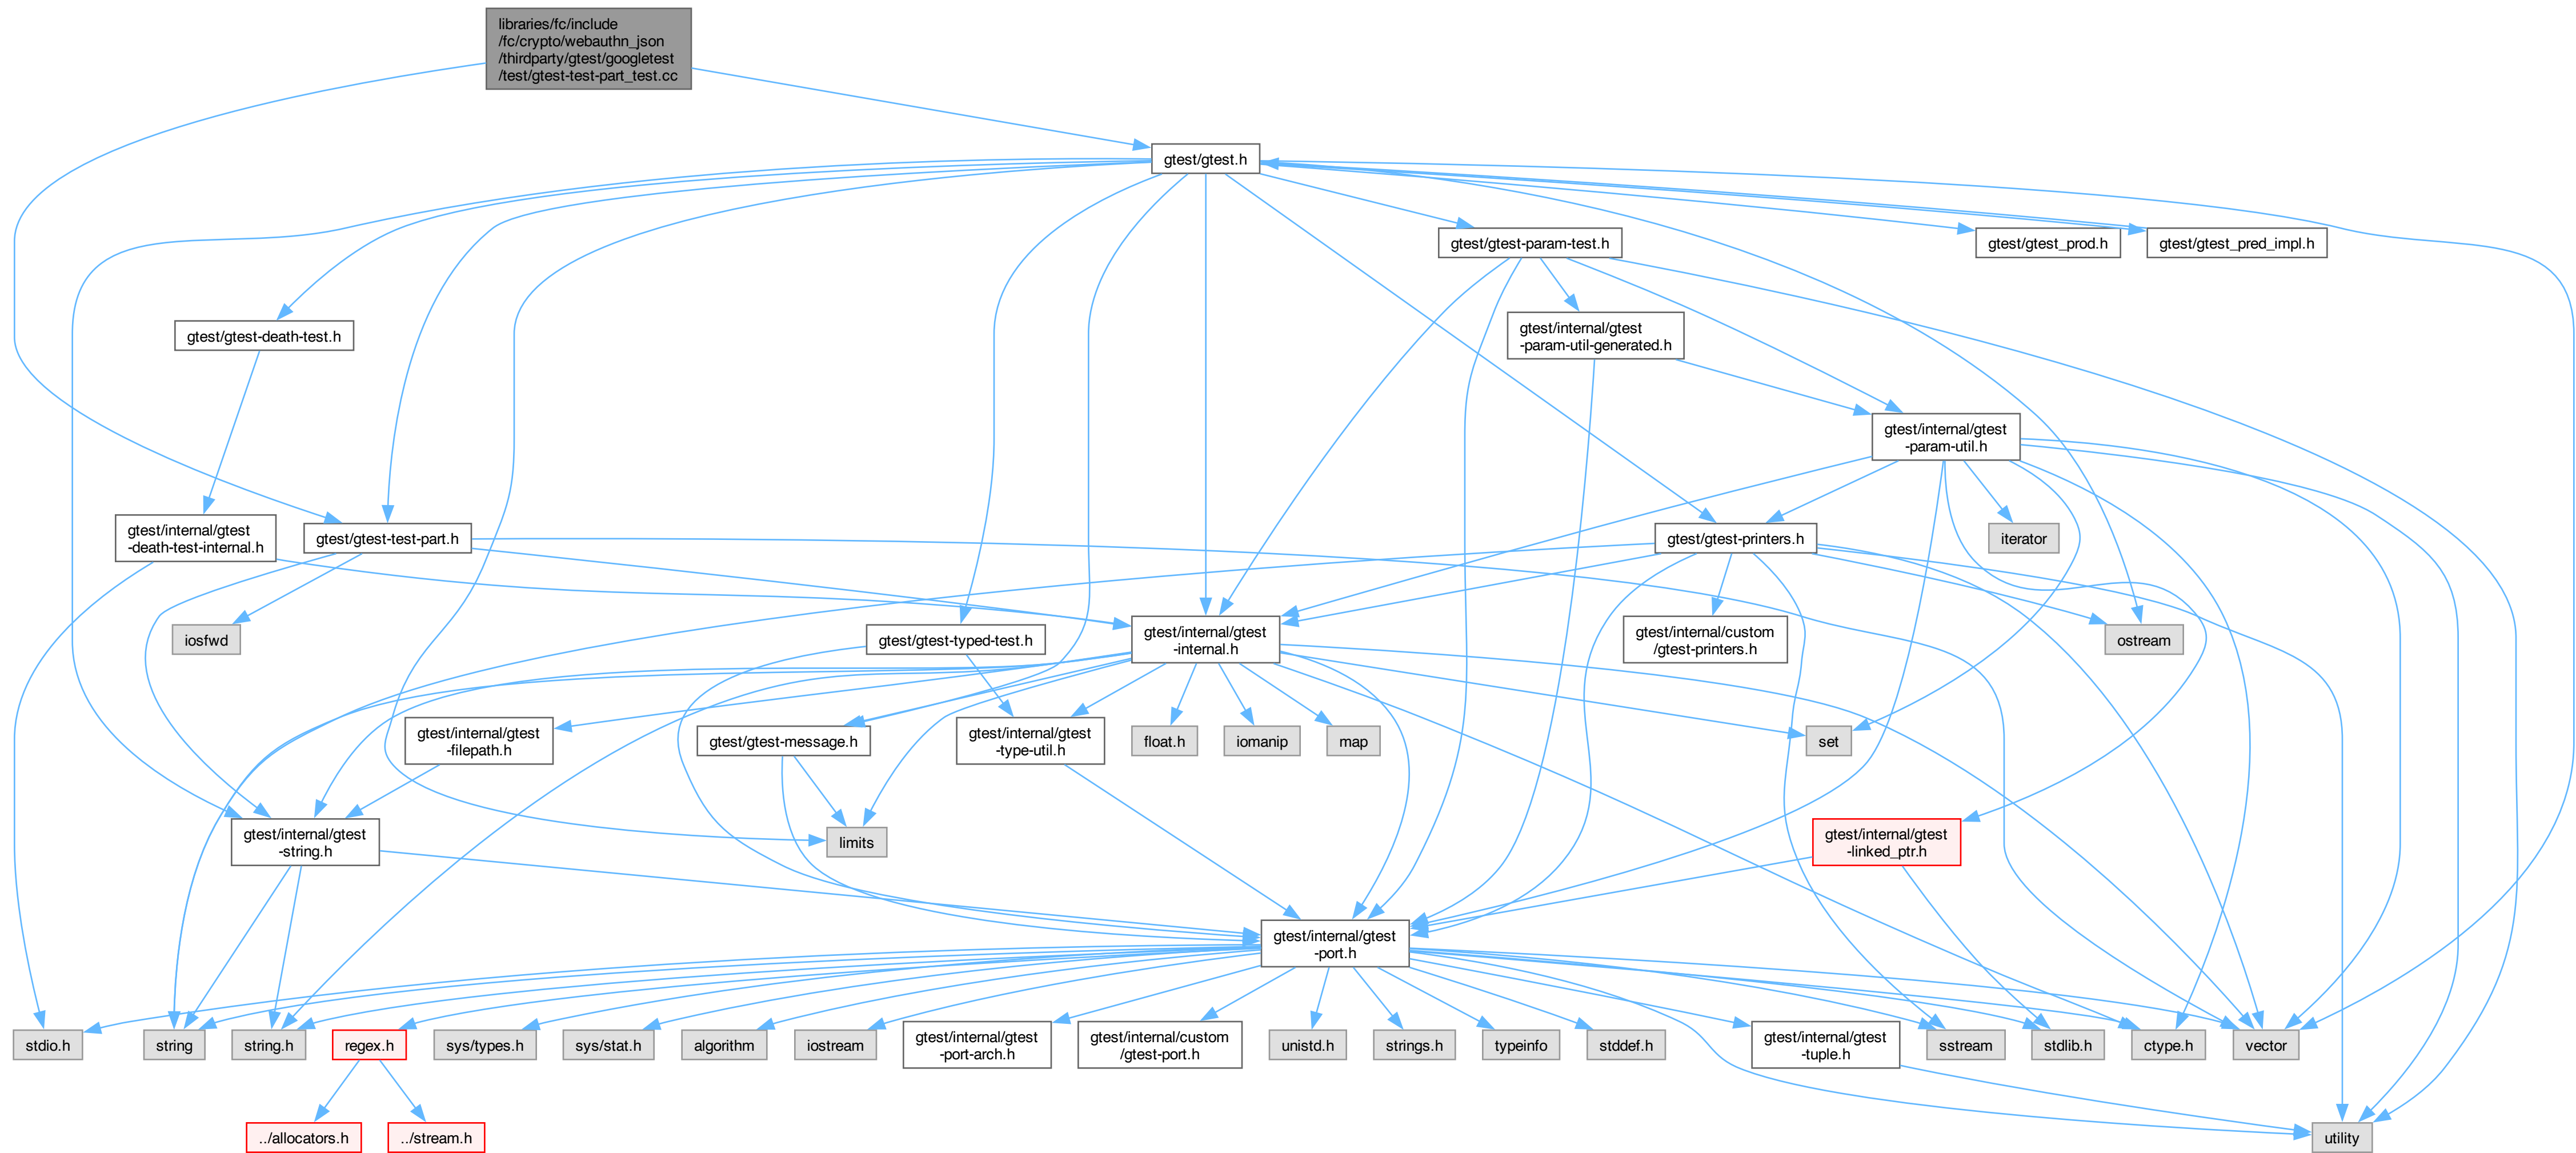 libraries/fc/include
/fc/crypto/webauthn_json
/thirdparty/gtest/googletest
/test/gtest-test-part_test.cc
gtest/gtest.h
gtest/gtest-param-test.h
gtest/gtest_prod.h
gtest/gtest_pred_impl.h
gtest/gtest-death-test.h
gtest/internal/gtest
-param-util-generated.h
gtest/internal/gtest
-param-util.h
gtest/internal/gtest
-death-test-internal.h
gtest/gtest-test-part.h
gtest/gtest-printers.h
iterator
iosfwd
gtest/gtest-typed-test.h
gtest/internal/gtest
-internal.h
gtest/internal/custom
/gtest-printers.h
ostream
gtest/internal/gtest
-filepath.h
gtest/gtest-message.h
gtest/internal/gtest
-type-util.h
float.h
iomanip
map
set
gtest/internal/gtest
-string.h
limits
gtest/internal/gtest
-linked_ptr.h
gtest/internal/gtest
-port.h
stdio.h
string
string.h
regex.h
sys/types.h
sys/stat.h
algorithm
iostream
gtest/internal/gtest
-port-arch.h
gtest/internal/custom
/gtest-port.h
unistd.h
strings.h
typeinfo
stddef.h
gtest/internal/gtest
-tuple.h
sstream
stdlib.h
ctype.h
vector
../allocators.h
../stream.h
utility